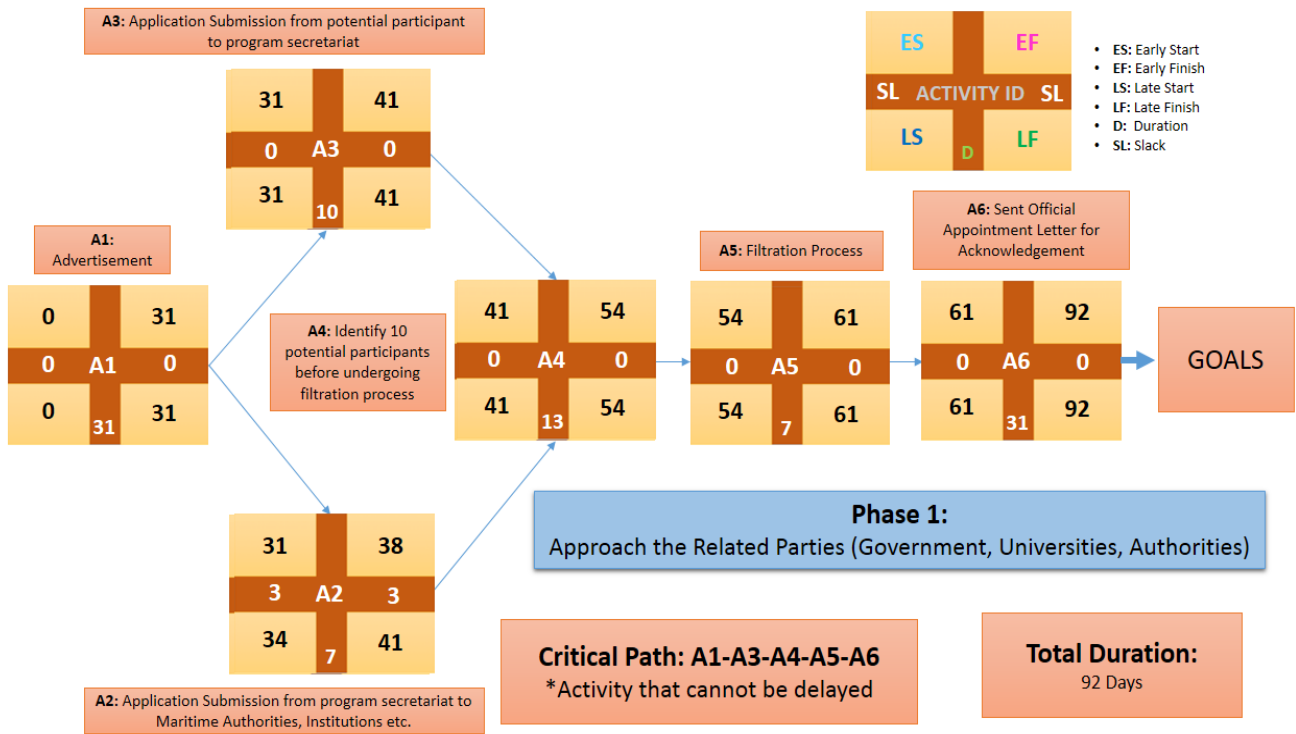 A3: Application Submission from potential participant
to program secretariat
31 41
0 A3 0
31 41
10
ES EF
SL ACTIVITY ID SL
LS LF
D
• ES: Early Start
• EF: Early Finish
• LS: Late Start
• LF: Late Finish
• D: Duration
• SL: Slack
A1:
Advertisement
0 31
0 A1 0
0 31
31
A4: Identify 10
potential participants
before undergoing
filtration process
41 54
0 A4 0
41 54
13
A5: Filtration Process
54 61
0 A5 0
54 61
7
A6: Sent Official
Appointment Letter for
Acknowledgement
61 92
0 A6 0
61 92
31
GOALS
31 38
3 A2 3
34 41
7
A2: Application Submission from program secretariat to
Maritime Authorities, Institutions etc.
Phase 1:
Approach the Related Parties (Government, Universities, Authorities)
Critical Path: A1-A3-A4-A5-A6
*Activity that cannot be delayed
Total Duration:
92 Days